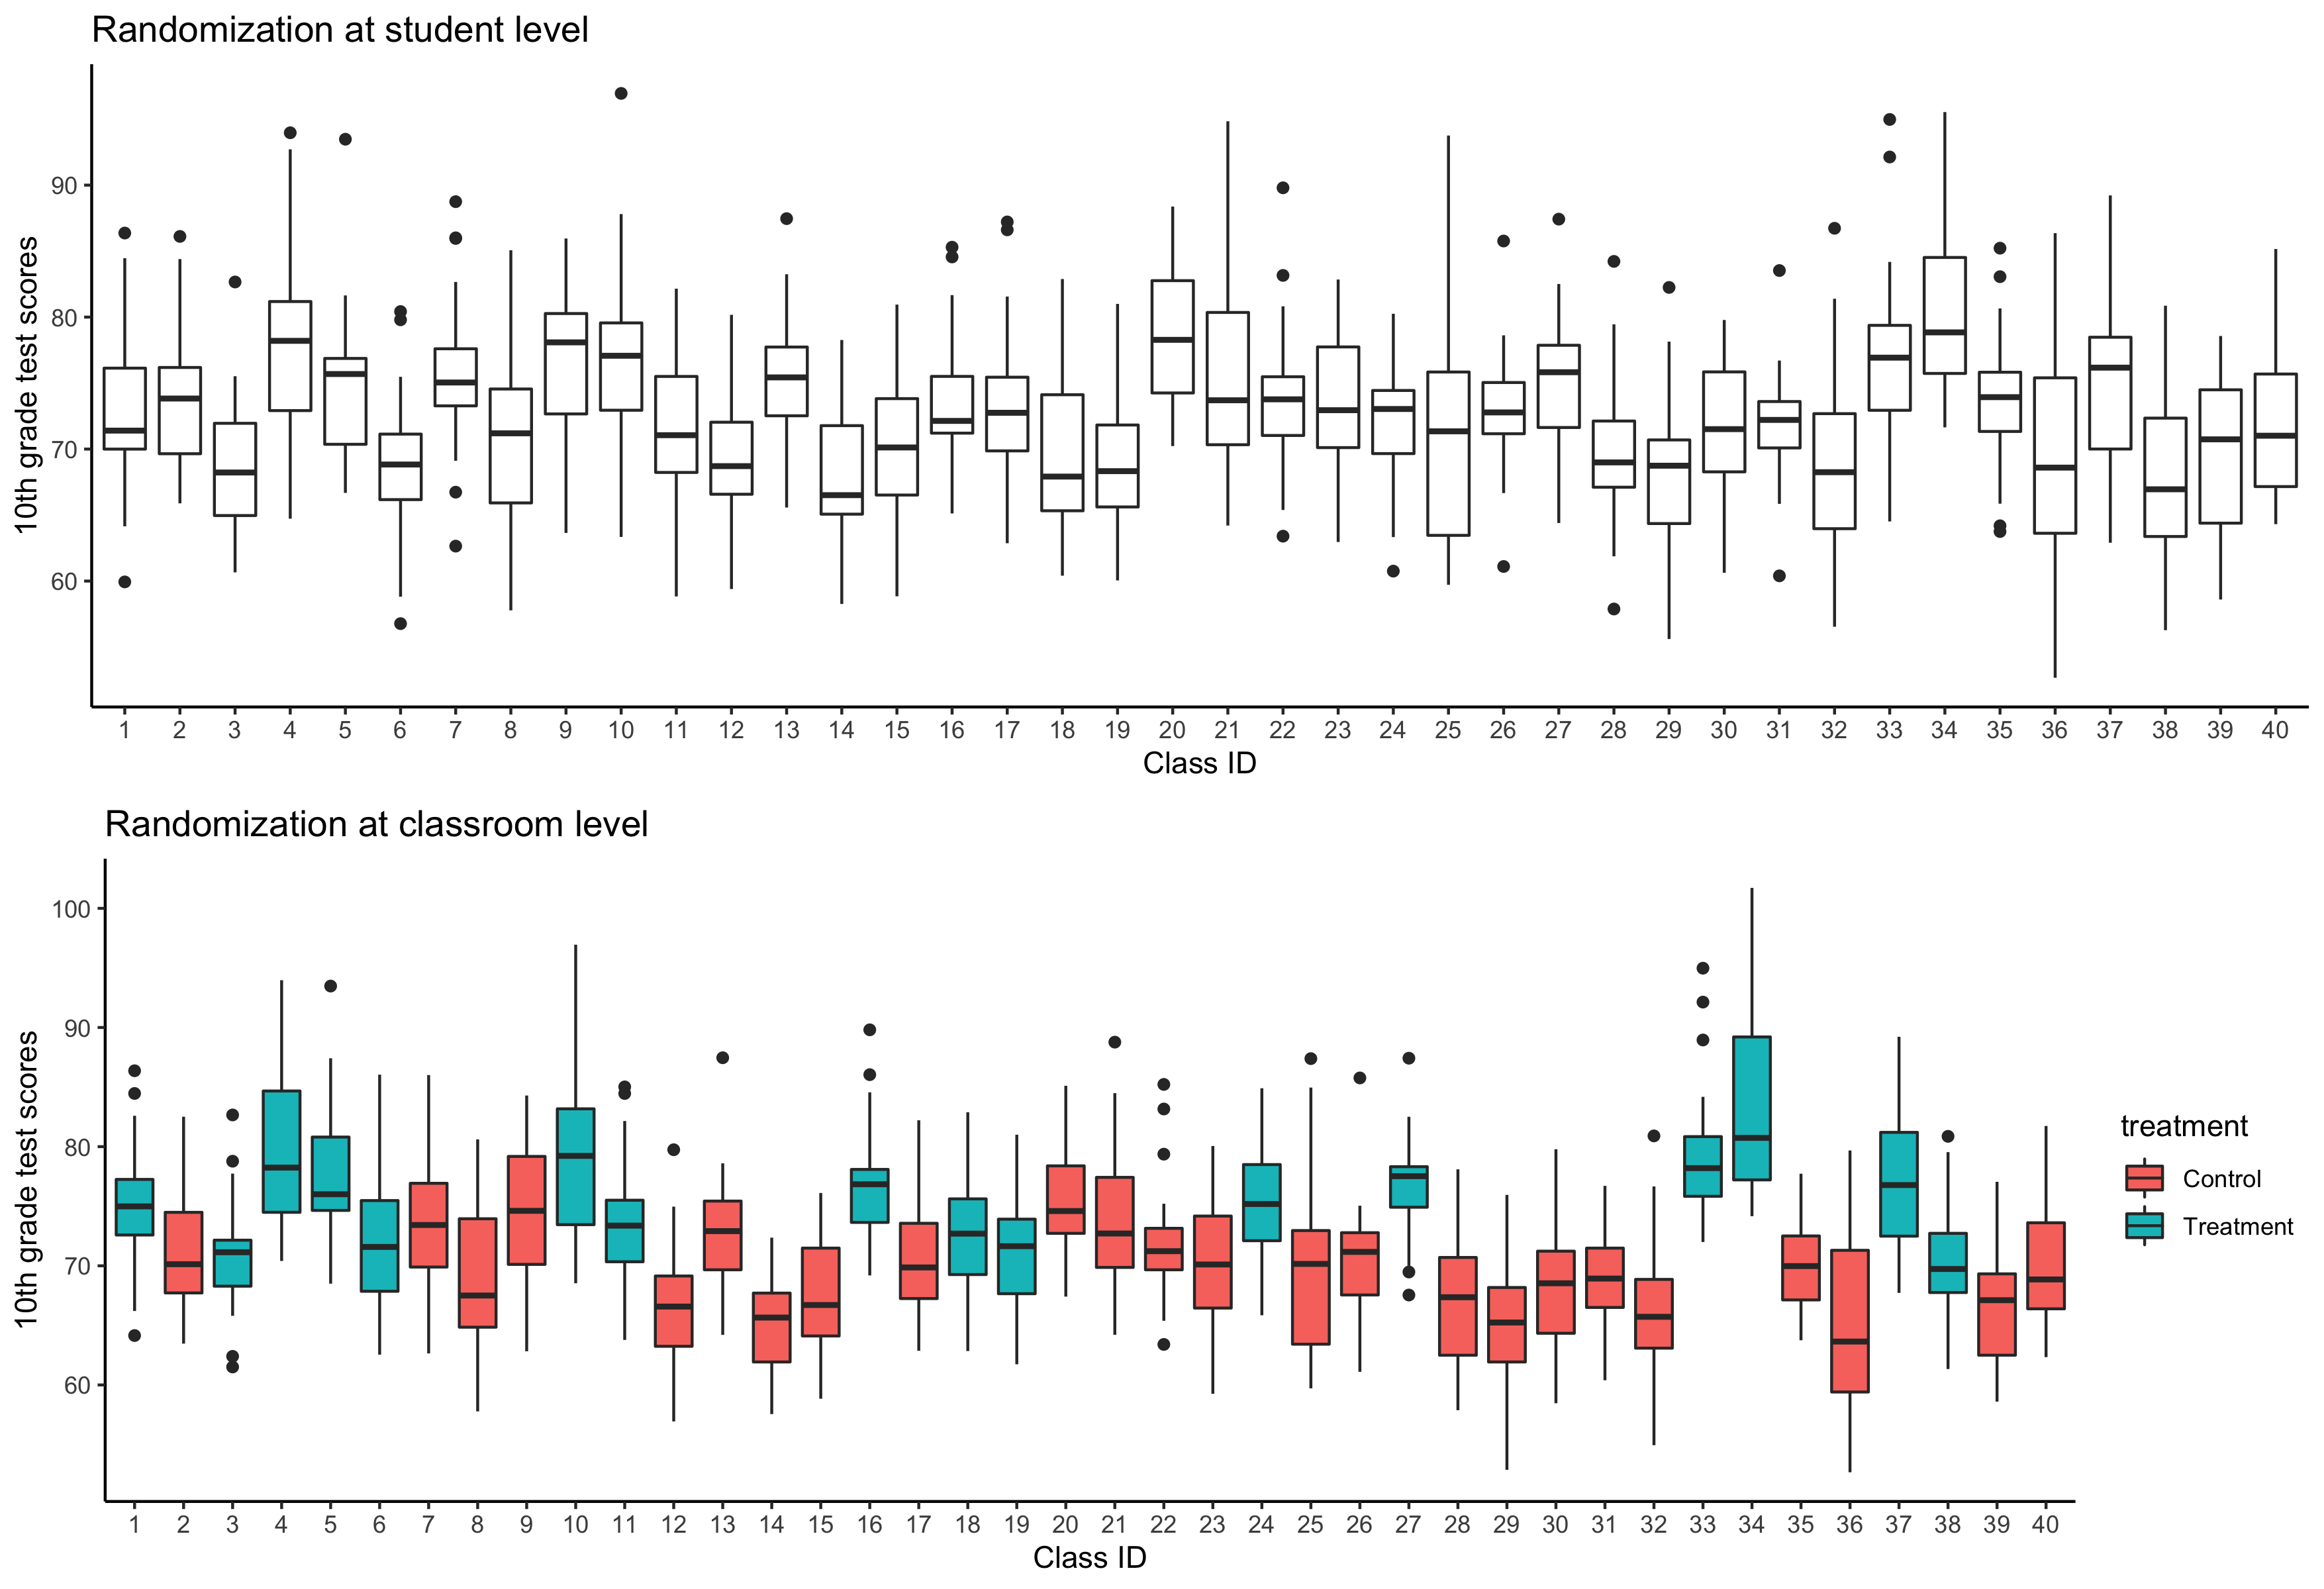 Randomization at student level
10th grade test scores
90
80
70
60
1 2 3 4 5 6 7 8 9 10 11 12 13 14 15 16 17 18 19 20 21 22 23 24 25 26 27 28 29 30 31 32 33 34 35 36 37 38 39 40
Class ID
Randomization at classroom level
10th grade test scores
100
90
80
70
60
1 2 3 4 5 6 7 8 9 10 11 12 13 14 15 16 17 18 19 20 21 22 23 24 25 26 27 28 29 30 31 32 33 34 35 36 37 38 39 40
Class ID
treatment
Control
Treatment